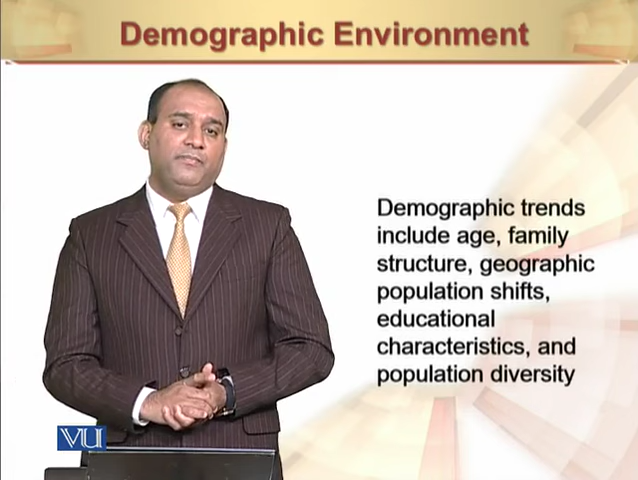 Demographic Environment
Demographic trends
include age, family
structure, geographic
population shifts,
educational
characteristics, and
population diversity
VU